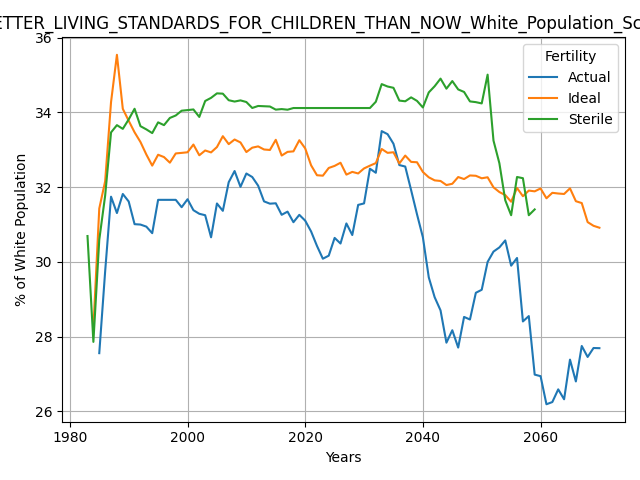 ETTER_LIVING_STANDARDS_FOR_CHILDREN_THAN_NOW_White_Population_Sc
Fertility
Actual
Ideal
Sterile
% of White Population
36
34
32
30
28
26
1980
2000
2020
2040
2060
Years